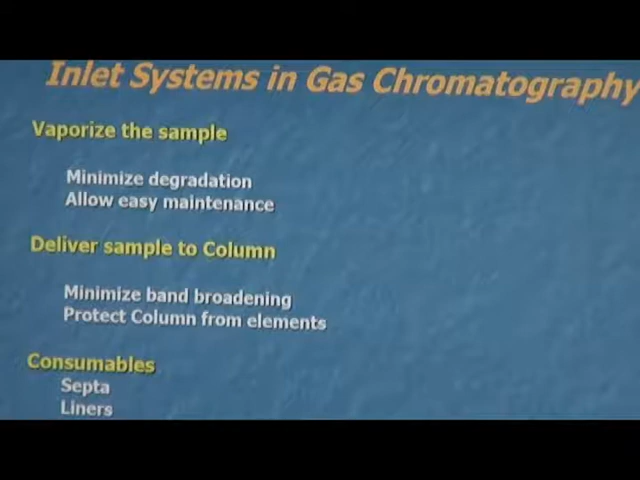 Inlet Systems in Gas Chromatography
Vaporize the sample
Minimize degradation
Allow easy maintenance
Deliver sample to Column
Minimize band broadening
Protect Column from elements
Consumables
Septa
Liners